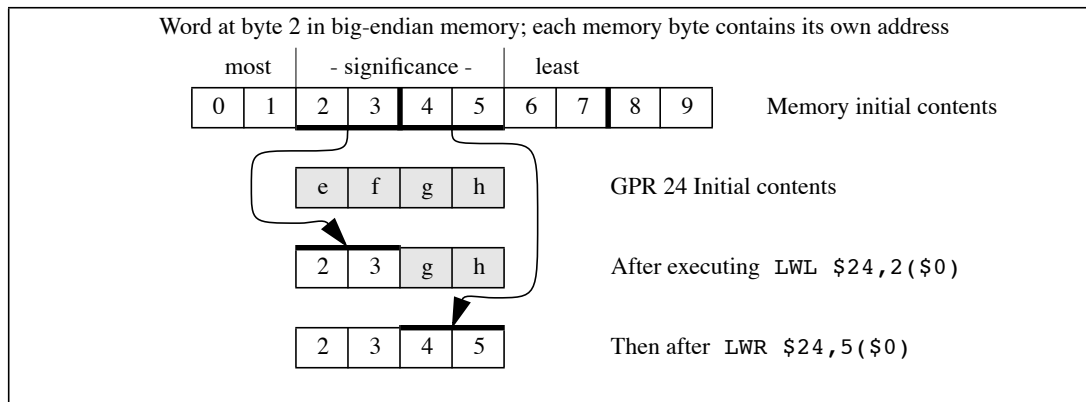 Word at byte 2 in big-endian memory; each memory byte contains its own address
most - significance - least
0 1 2 3 4 5 6 7 8 9 Memory initial contents
e f g h GPR 24 Initial contents
2 3 g h After executing LWL $24,2($0)
2 3 4 5 Then after LWR $24,5($0)